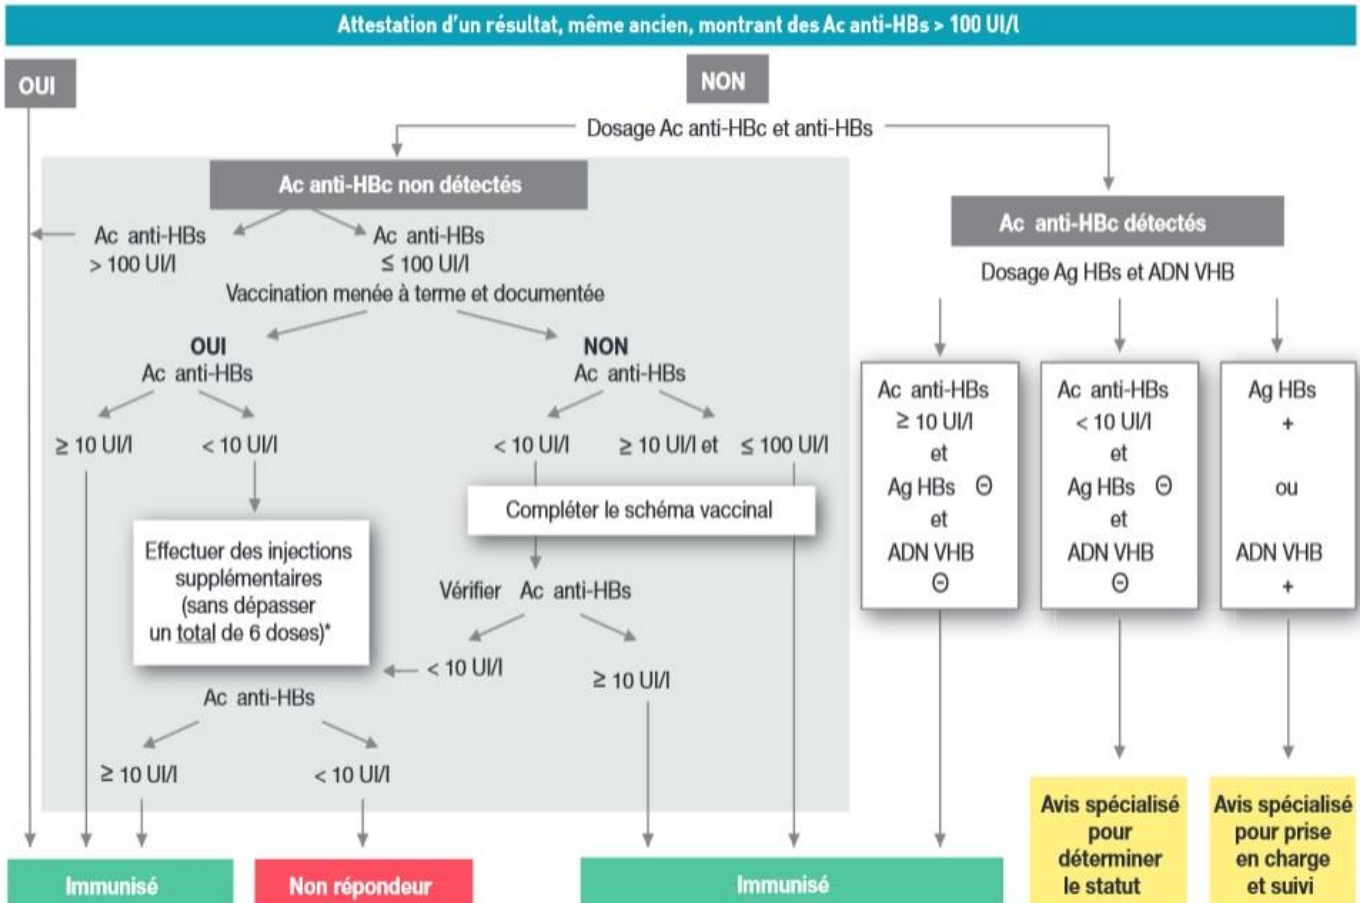 Attestation d'un résultat, même ancien, montrant des Ac anti-HBs > 100 UI/l
OUI
NON
Dosage Ac anti-HBc et anti-HBs
Ac anti-HBc non détectés
Ac anti-HBs
> 100 UI/l
Ac anti-HBs
≤ 100 UI/l
Vaccination menée à terme et documentée
OUI
Ac anti-HBs
NON
Ac anti-HBs
≥ 10 UI/l
< 10 UI/l
< 10 UI/l
≥ 10 UI/l et
≤ 100 UI/l
Effectuer des injections
supplémentaires
(sans dépasser
un total de 6 doses)*
Compléter le schéma vaccinal
Vérifier Ac anti-HBs
< 10 UI/l
≥ 10 UI/l
Ac anti-HBs
≥ 10 UI/l
< 10 UI/l
Ac anti-HBc détectés
Dosage Ag HBs et ADN VHB
Ac anti-HBs
≥ 10 UI/l
et
Ag HBs ⊖
et
ADN VHB
⊖
Ac anti-HBs
< 10 UI/l
et
Ag HBs ⊖
et
ADN VHB
⊖
Ag HBs
+
ou
ADN VHB
+
Immunisé
Non répondeur
Immunisé
Avis spécialisé
pour
déterminer
le statut
Avis spécialisé
pour prise
en charge
et suivi